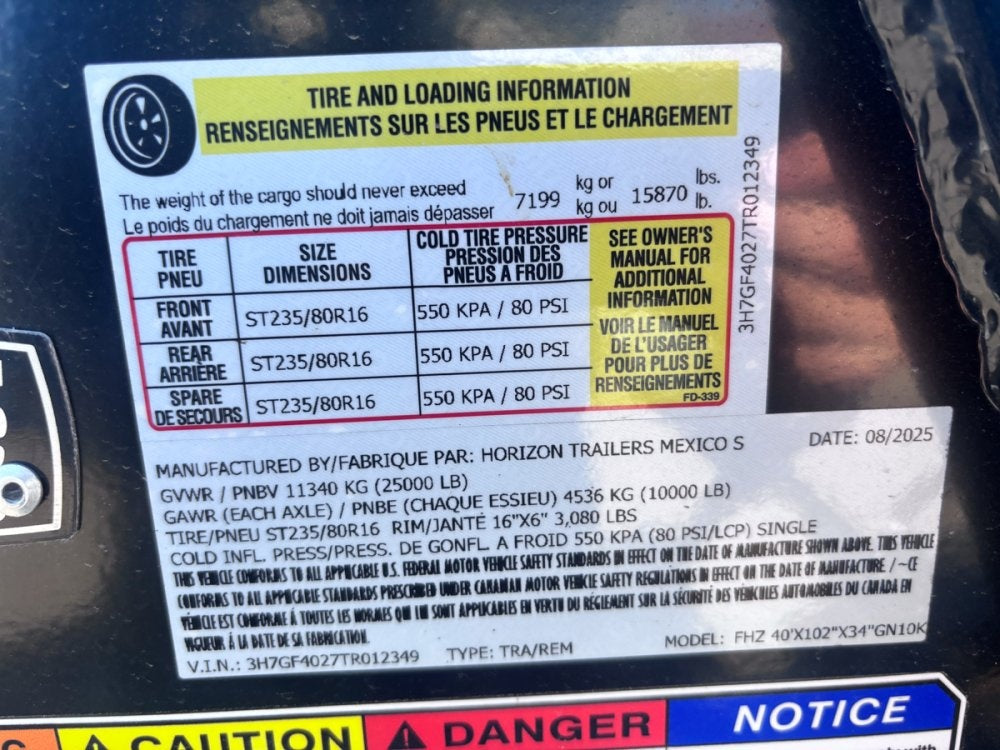 TIRE AND LOADING INFORMATION
RENSEIGNEMENTS SUR LES PNEUS ET LE CHARGEMENT
The weight of the cargo should never exceed 7199 kg or 15870 lbs.
Le poids du chargement ne doit jamais dépasser kg ou lb.
TIRE PNEU SIZE DIMENSIONS COLD TIRE PRESSURE PRESSION DES PNEUS A FROID
FRONT AVANT ST235/80R16 550 KPA / 80 PSI
REAR ARRIÈRE ST235/80R16 550 KPA / 80 PSI
SPARE DE SECOURS ST235/80R16 550 KPA / 80 PSI
SEE OWNER'S
MANUAL FOR
ADDITIONAL
INFORMATION
VOIR LE MANUEL
DE L'USAGER
POUR PLUS DE
RENSEIGNEMENTS
FD-339
3H7GF4027TR012349
MANUFACTURED BY/FABRIQUE PAR: HORIZON TRAILERS MEXICO S DATE: 08/2025
GVWR / PNBV 11340 KG (25000 LB)
GAWR (EACH AXLE) / PNBE (CHAQUE ESSIEU) 4536 KG (10000 LB)
TIRE/PNEU ST235/80R16 RIM/JANTÉ 16"X6" 3,080 LBS
COLD INFL. PRESS/PRESS. DE GONFL. A FROID 550 KPA (80 PSI/LCP) SINGLE
THIS VEHICLE CONFORMS TO ALL APPLICABLE U.S. FEDERAL MOTOR VEHICLE SAFETY STANDARDS IN EFFECT ON THE DATE OF MANUFACTURE SHOWN ABOVE. THIS VEHICLE
CONFORMS TO ALL APPLICABLE STANDARDS PRESCRIBED UNDER CANADIAN MOTOR VEHICLE SAFETY REGULATIONS IN EFFECT ON THE DATE OF MANUFACTURE / ~CE
VÉHICLE EST CONFORME À TOUTES LES NORMES QUI LUI SONT APPLICABLES EN VERTU DU RÉGLEMENT SUR LA SÉCURITÉ DES VÉHICLES AUTOMOBILES DU CANADA EN
VIGUEUR À LA DATE DE SA FABRICATION.
V.I.N.: 3H7GF4027TR012349 TYPE: TRA/REM MODEL: FHZ 40'X102"X34"GN10K
CAUTION DANGER NOTICE